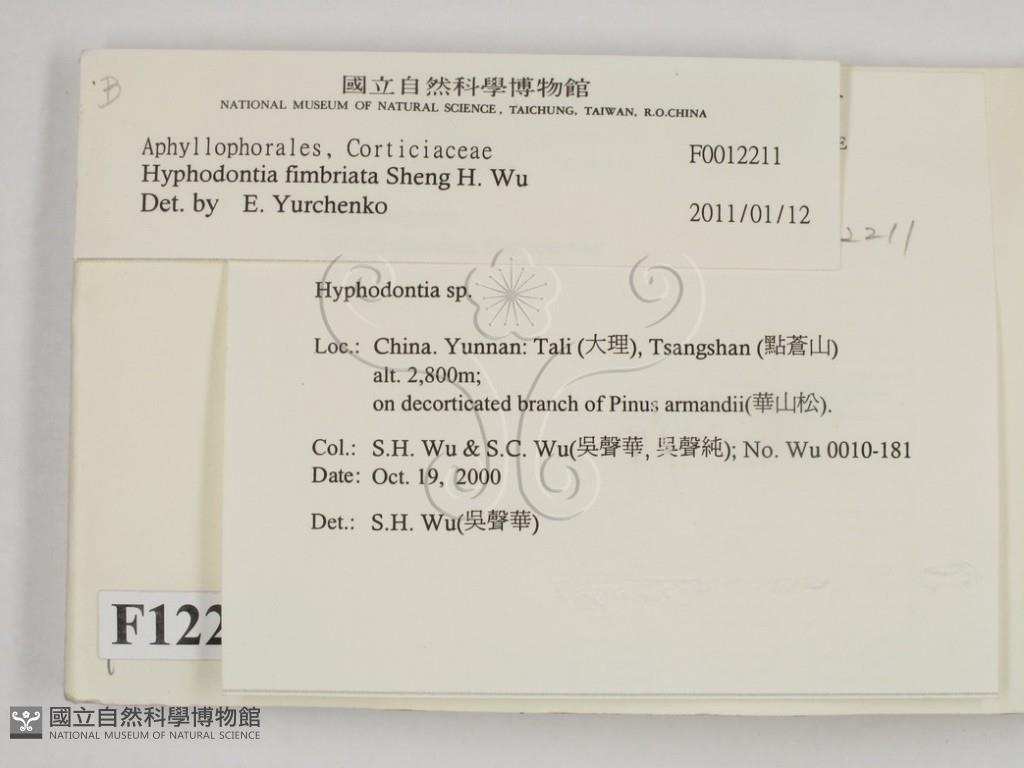 B
國立自然科學博物館
NATIONAL MUSEUM OF NATURAL SCIENCE, TAICHUNG, TAIWAN, R.O.CHINA
Aphyllophorales, Corticiaceae F0012211
Hyphodontia fimbriata Sheng H. Wu
Det. by E. Yurchenko 2011/01/12
2211
Hyphodontia sp.
Loc.: China. Yunnan: Tali (大理), Tsangshan (點蒼山)
alt. 2,800m;
on decorticated branch of Pinus armandii(華山松).
Col.: S.H. Wu & S.C. Wu(吳聲華, 吳聲純); No. Wu 0010-181
Date: Oct. 19, 2000
Det.: S.H. Wu(吳聲華)
F122
國立自然科學博物館
NATIONAL MUSEUM OF NATURAL SCIENCE